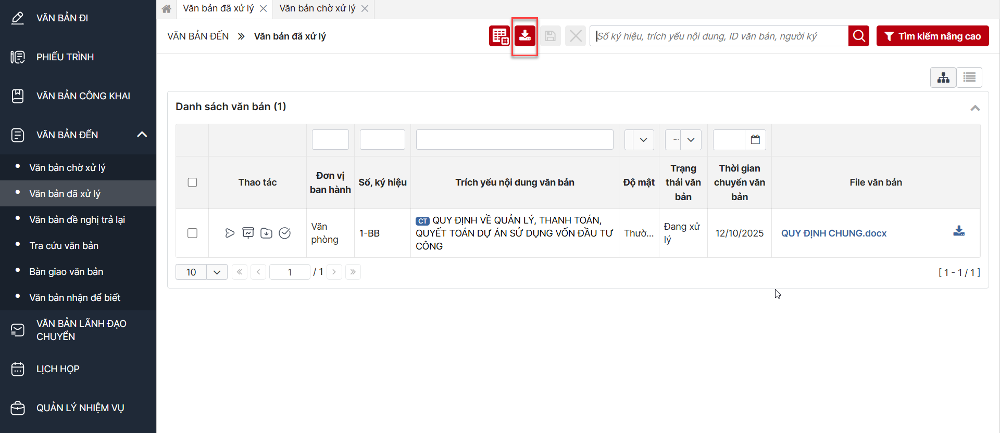 VĂN BẢN ĐI
PHIẾU TRÌNH
VĂN BẢN CÔNG KHAI
VĂN BẢN ĐẾN
Văn bản chờ xử lý
Văn bản đã xử lý
Văn bản đề nghị trả lại
Tra cứu văn bản
Bàn giao văn bản
Văn bản nhận để biết
VĂN BẢN LÃNH ĐẠO
CHUYỂN
LỊCH HỌP
QUẢN LÝ NHIỆM VỤ
Văn bản đã xử lý
Văn bản chờ xử lý
VĂN BẢN ĐẾN » Văn bản đã xử lý
Số ký hiệu, trích yếu nội dung, ID văn bản, người ký
Tìm kiếm nâng cao
Danh sách văn bản (1)
Thao tác
Đơn vị
ban hành
Số, ký hiệu
Trích yếu nội dung văn bản
Độ mật
Trạng
thái văn
bản
Thời gian
chuyển văn
bản
File văn bản
Văn
phòng
1-BB
CT QUY ĐỊNH VỀ QUẢN LÝ, THANH TOÁN,
QUYẾT TOÁN DỰ ÁN SỬ DỤNG VỐN ĐẦU TƯ
CÔNG
Thườ...
Đang xử
lý
12/10/2025
QUY ĐỊNH CHUNG.docx
10
1
/ 1
[ 1 - 1 / 1 ]